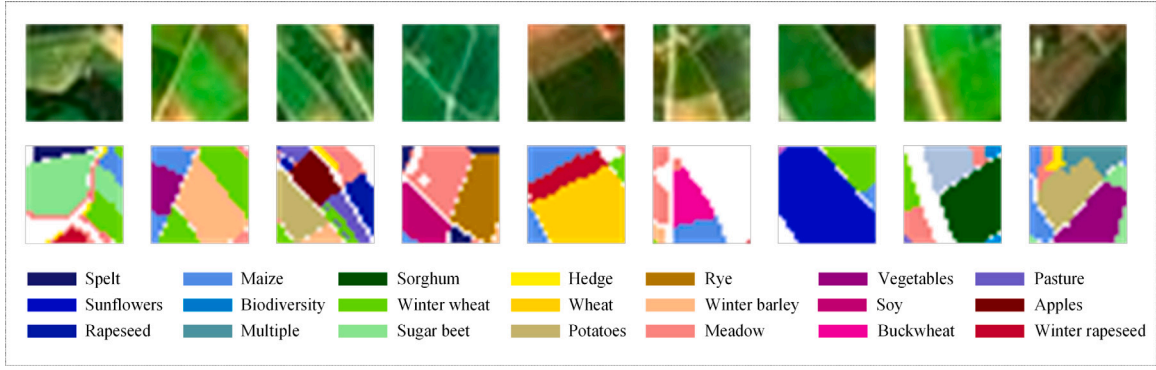 Spelt Maize Sorghum Hedge Rye Vegetables Pasture
Sunflowers Biodiversity Winter wheat Wheat Winter barley Soy Apples
Rapeseed Multiple Sugar beet Potatoes Meadow Buckwheat Winter rapeseed